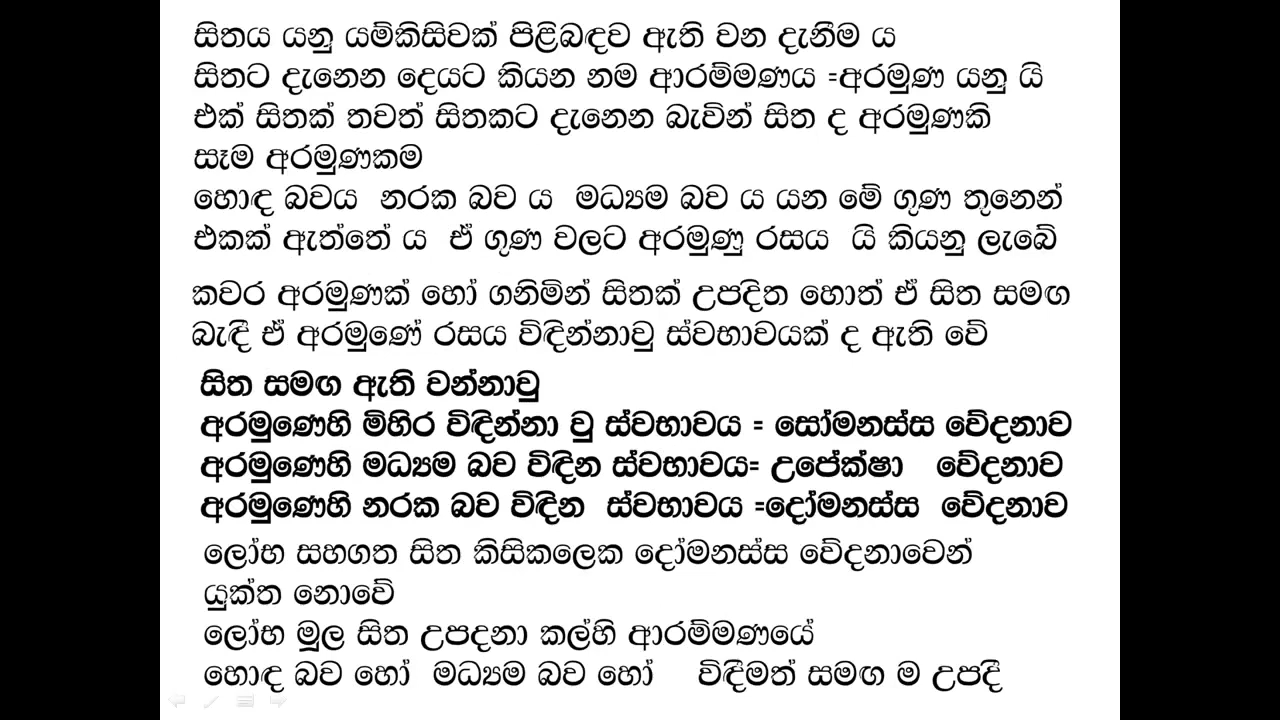 සිතය යනු යම්කිසිවක් පිළිබඳව ඇති වන දැනීම ය
සිතට දැනෙන දෙයට කියන නම ආරම්මණය =අරමුණ යනු යි
එක් සිතක් තවත් සිතකට දැනෙන බැවින් සිත ද අරමුණකි
සෑම අරමුණකම
හොඳ බවය නරක බව ය මධ්‍යම බව ය යන මේ ගුණ තුනෙන්
එකක් ඇත්තේ ය ඒ ගුණ වලට අරමුණු රසය යි කියනු ලැබේ
කවර අරමුණක් හෝ ගනිමින් සිතක් උපදිත හොත් ඒ සිත සමඟ
බැඳී ඒ අරමුණේ රසය විඳින්නාවු ස්වභාවයක් ද ඇති වේ
සිත සමඟ ඇති වන්නාවු
අරමුණෙහි මිහිර විඳින්නා වු ස්වභාවය = සෝමනස්ස වේදනාව
අරමුණෙහි මධ්‍යම බව විඳින ස්වභාවය= උපේක්ෂා වේදනාව
අරමුණෙහි නරක බව විඳින ස්වභාවය =දෝමනස්ස වේදනාව
ලෝභ සහගත සිත කිසිකලෙක දෝමනස්ස වේදනාවෙන්
යුක්ත නොවේ
ලෝභ මූල සිත උපදනා කල්හි ආරම්මණයේ
හොඳ බව හෝ මධ්‍යම බව හෝ විඳීමත් සමඟ ම උපදී